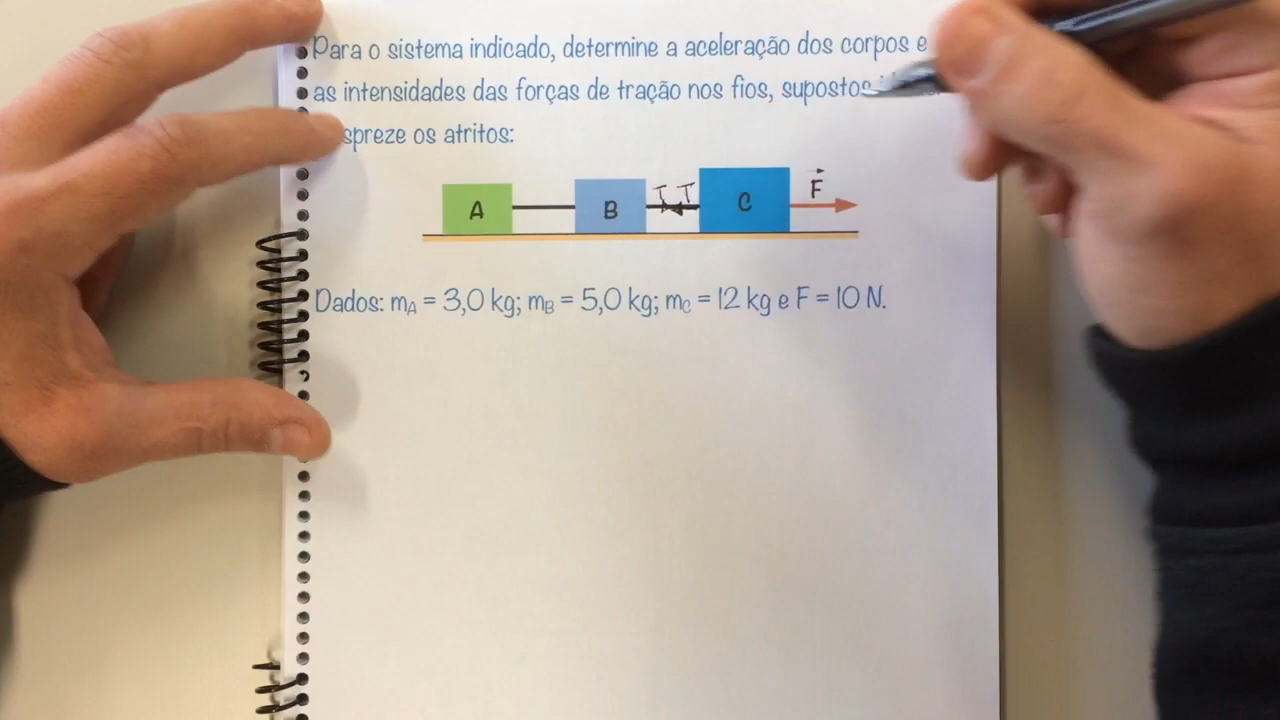 Para o sistema indicado, determine a aceleração dos corpos e
as intensidades das forças de tração nos fios, supostos
spreze os atritos:
A B T T C F
Dados: mA = 3,0 kg; mB = 5,0 kg; mC = 12 kg e F = 10 N.